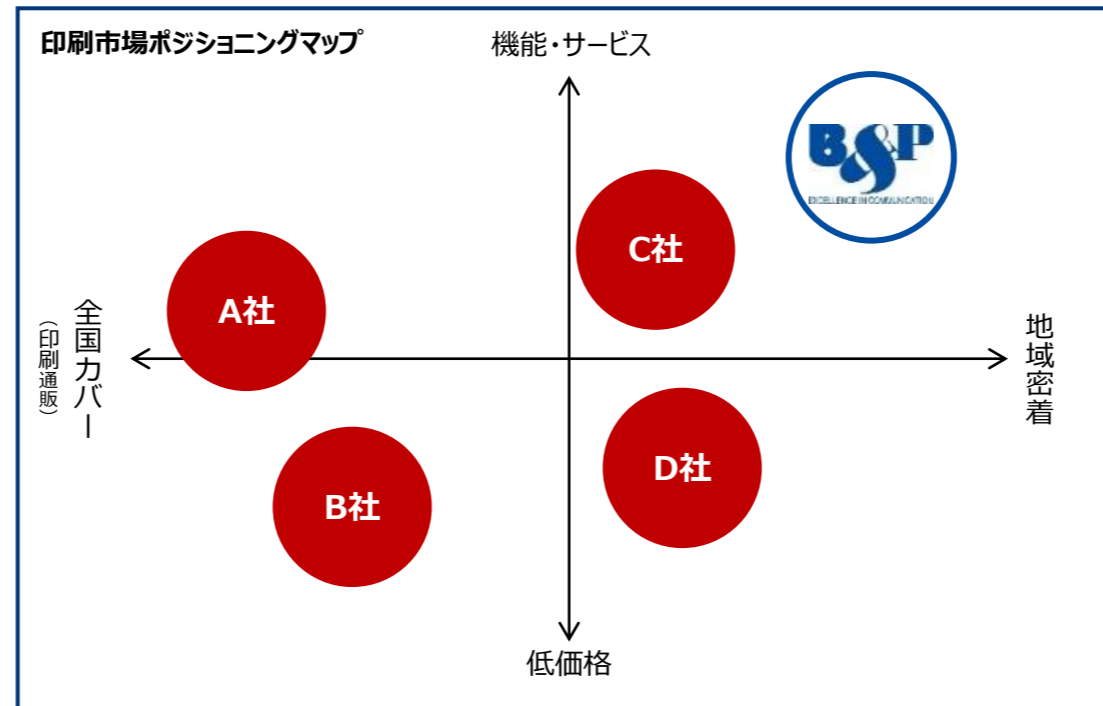 印刷市場ポジショニングマップ
機能・サービス
B&P
EXCELLENCE IN COMMUNICATION
C社
A社
全国カバー
（印刷通販）
地域密着
D社
B社
低価格